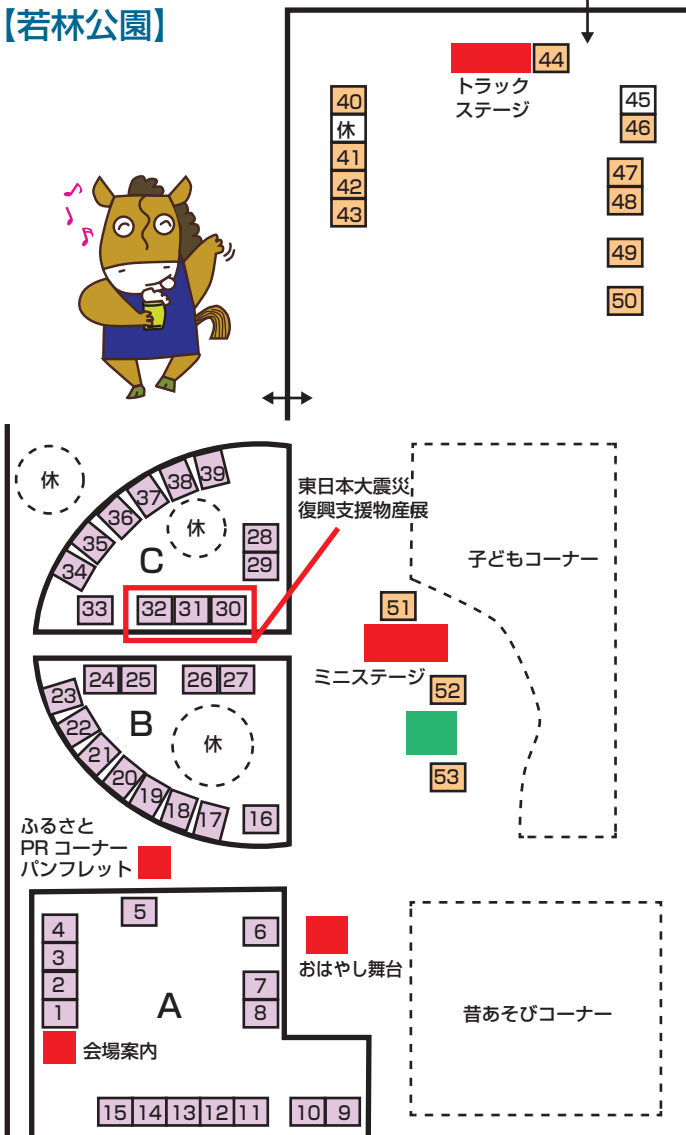 【若林公園】
44
トラック
ステージ
40
休
41
42
43
45
46
47
48
49
50
休
39
38
37
36
35
34
休
C
28
29
33
32
31
30
東日本大震災
復興支援物産展
子どもコーナー
51
ミニステージ
52
53
24
25
26
27
23
22
21
20
19
18
17
16
B
休
ふるさと
PR コーナー
パンフレット
5
4
3
2
1
6
7
8
A
おはやし舞台
会場案内
昔あそびコーナー
15
14
13
12
11
10
9